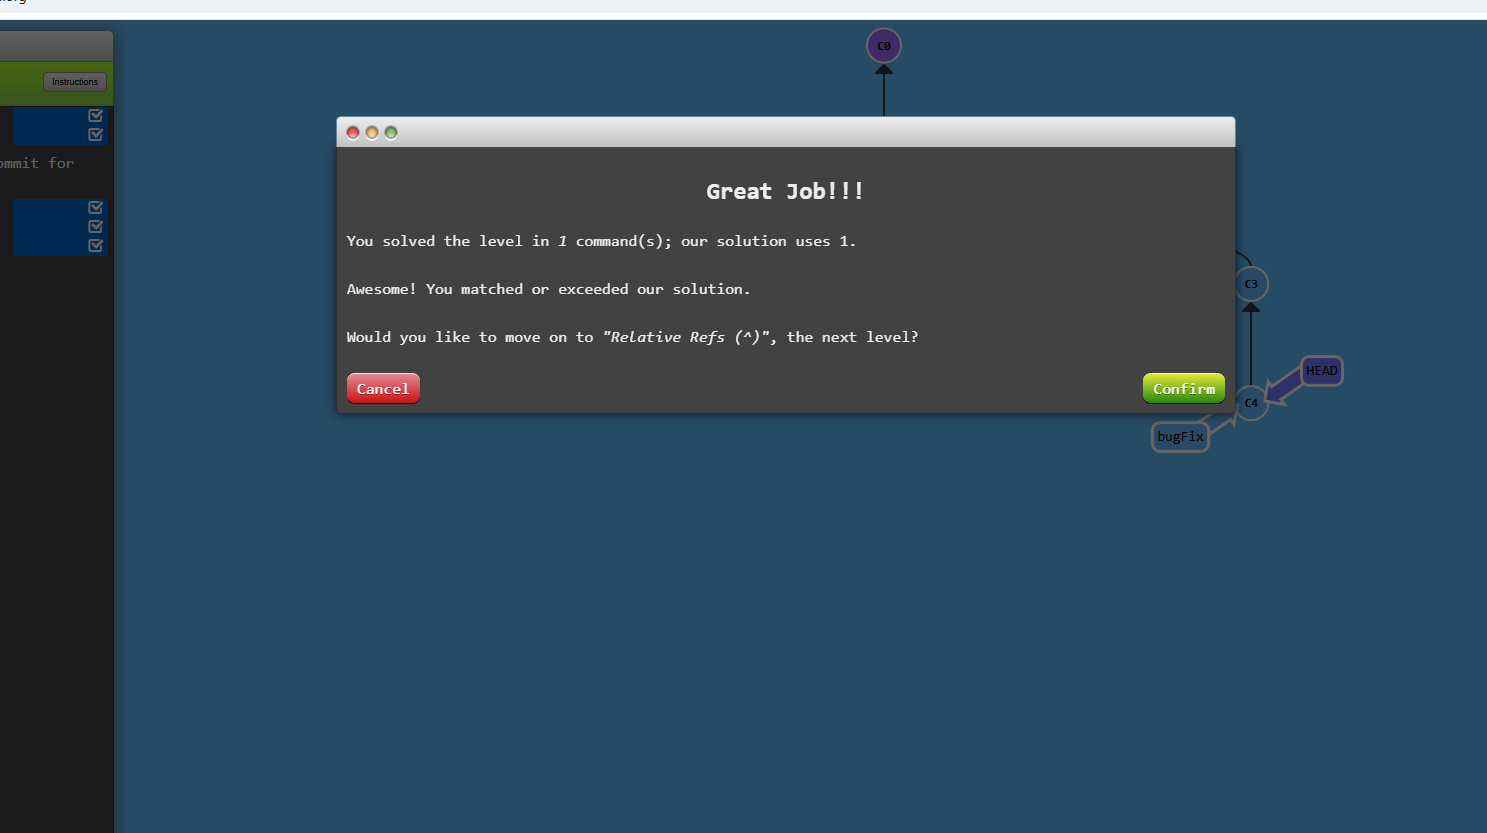 C0
Instructions
for
Great Job!!!
You solved the level in 1 command(s); our solution uses 1.
Awesome! You matched or exceeded our solution.
Would you like to move on to "Relative Refs (^)", the next level?
Cancel
Confirm
C3
HEAD
C4
bugFix